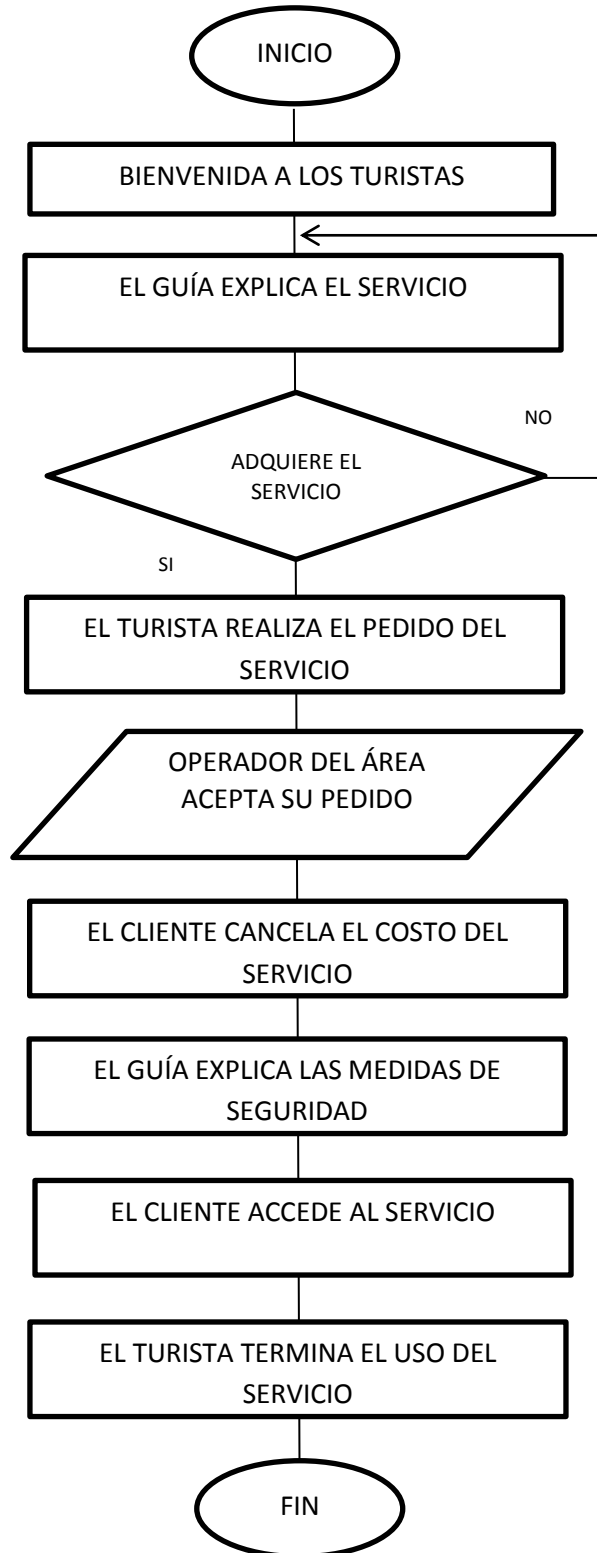 INICIO
BIENVENIDA A LOS TURISTAS
EL GUÍA EXPLICA EL SERVICIO
NO
ADQUIERE EL
SERVICIO
SI
EL TURISTA REALIZA EL PEDIDO DEL
SERVICIO
OPERADOR DEL ÁREA
ACEPTA SU PEDIDO
EL CLIENTE CANCELA EL COSTO DEL
SERVICIO
EL GUÍA EXPLICA LAS MEDIDAS DE
SEGURIDAD
EL CLIENTE ACCEDE AL SERVICIO
EL TURISTA TERMINA EL USO DEL
SERVICIO
FIN